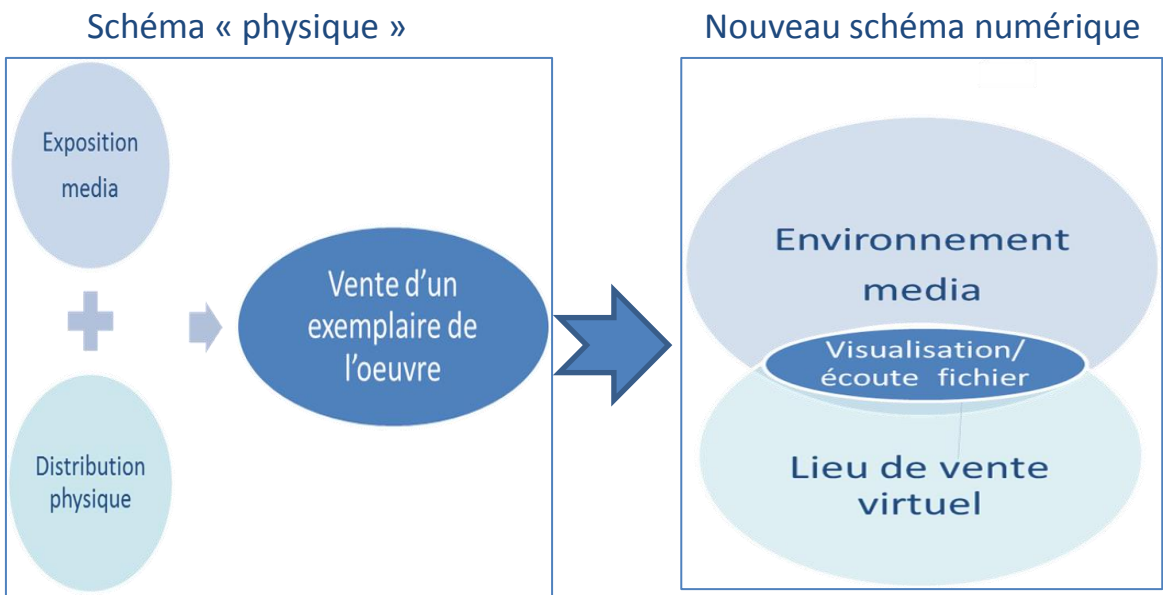 Schéma « physique »
Exposition
media
Distribution
physique
Vente d’un
exemplaire de
l’oeuvre
Nouveau schéma numérique
Environnement
media
Visualisation/
écoute fichier
Lieu de vente
virtuel